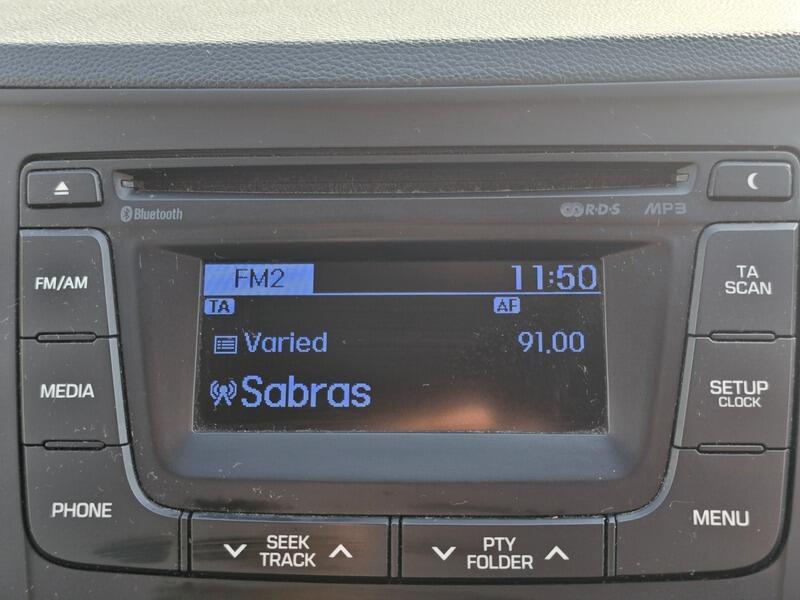 Bluetooth
R·D·S
MP3
FM/AM
MEDIA
PHONE
FM2
11:50
TA
AF
Varied
91.00
Sabras
TA
SCAN
SETUP
CLOCK
MENU
SEEK
TRACK
PTY
FOLDER